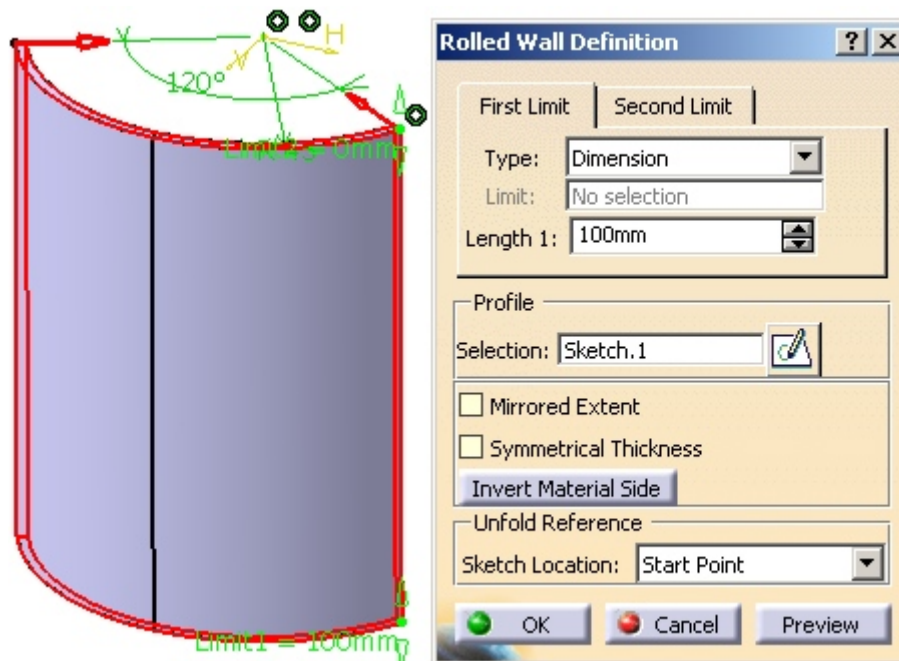 H
V
120°
= 0mm
Limit1 = 100mm
Rolled Wall Definition
? X
First Limit
Second Limit
Type: Dimension
Limit: No selection
Length 1: 100mm
Profile
Selection: Sketch.1
Mirrored Extent
Symmetrical Thickness
Invert Material Side
Unfold Reference
Sketch Location: Start Point
OK
Cancel
Preview